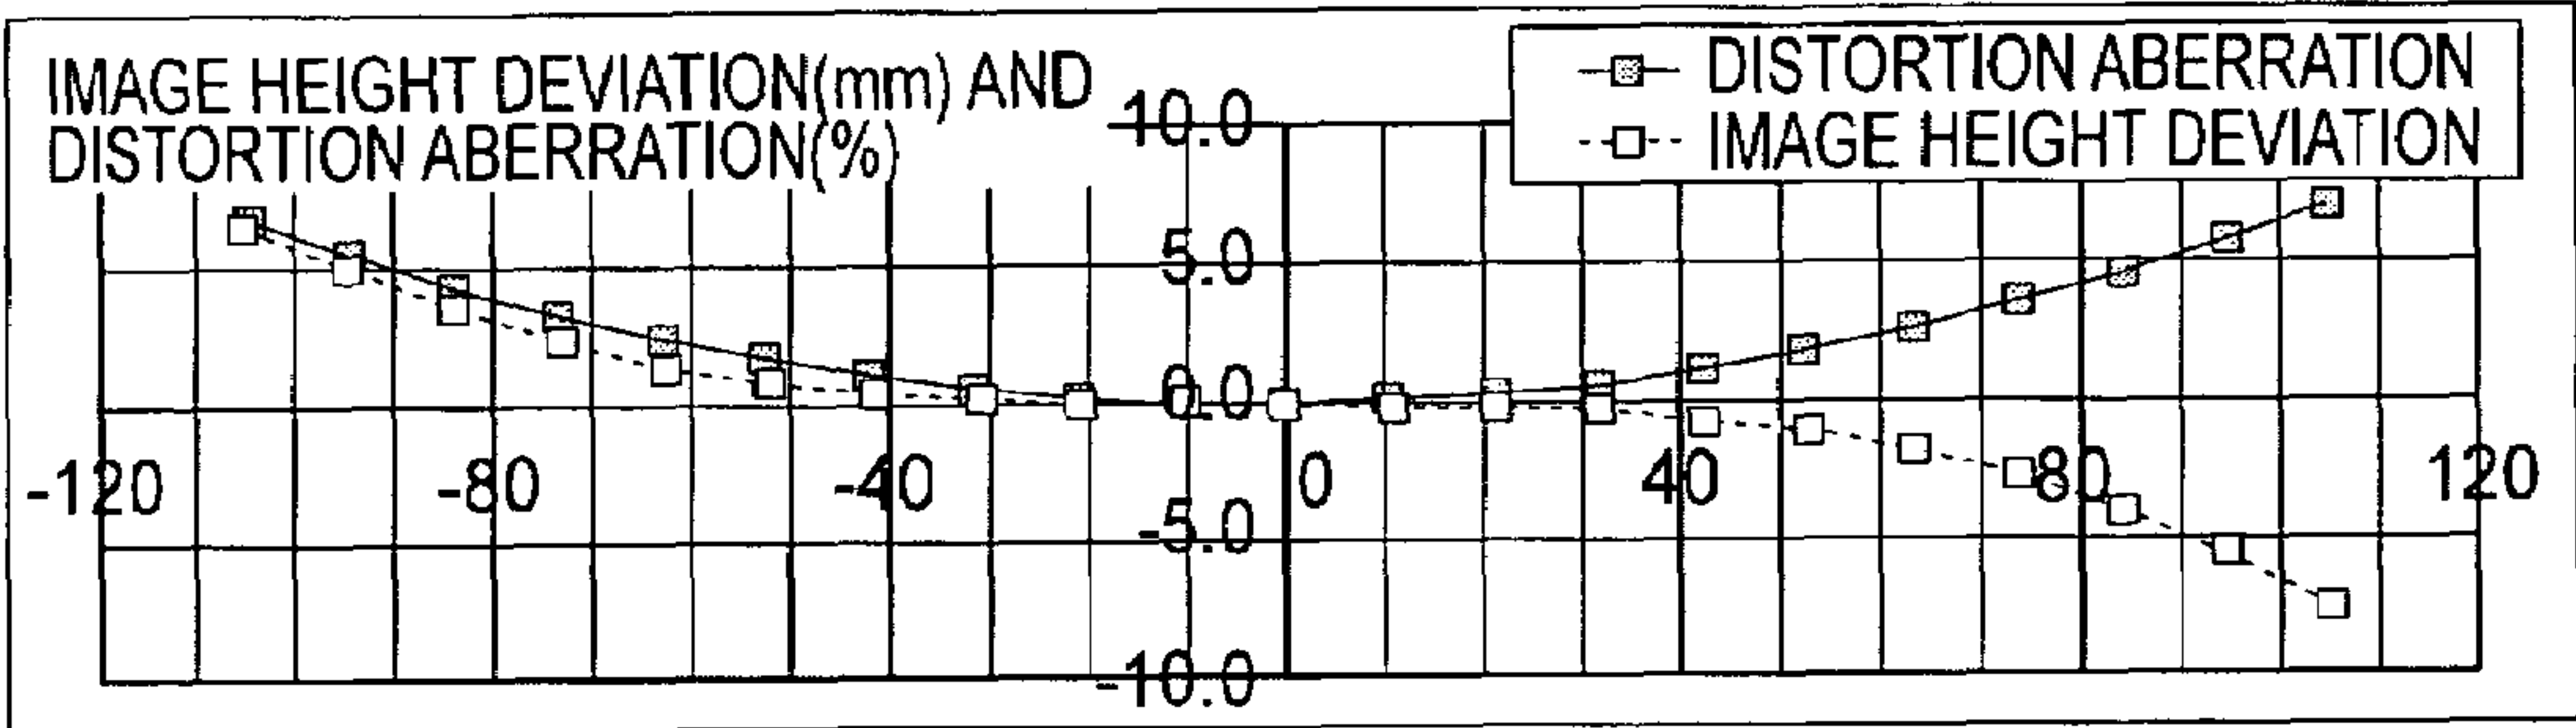 IMAGE HEIGHT DEVIATION(mm) AND
DISTORTION ABERRATION(%)
DISTORTION ABERRATION
IMAGE HEIGHT DEVIATION
10.0
5.0
0.0
-120 -80 -40 0 40 80 120
-5.0
-10.0